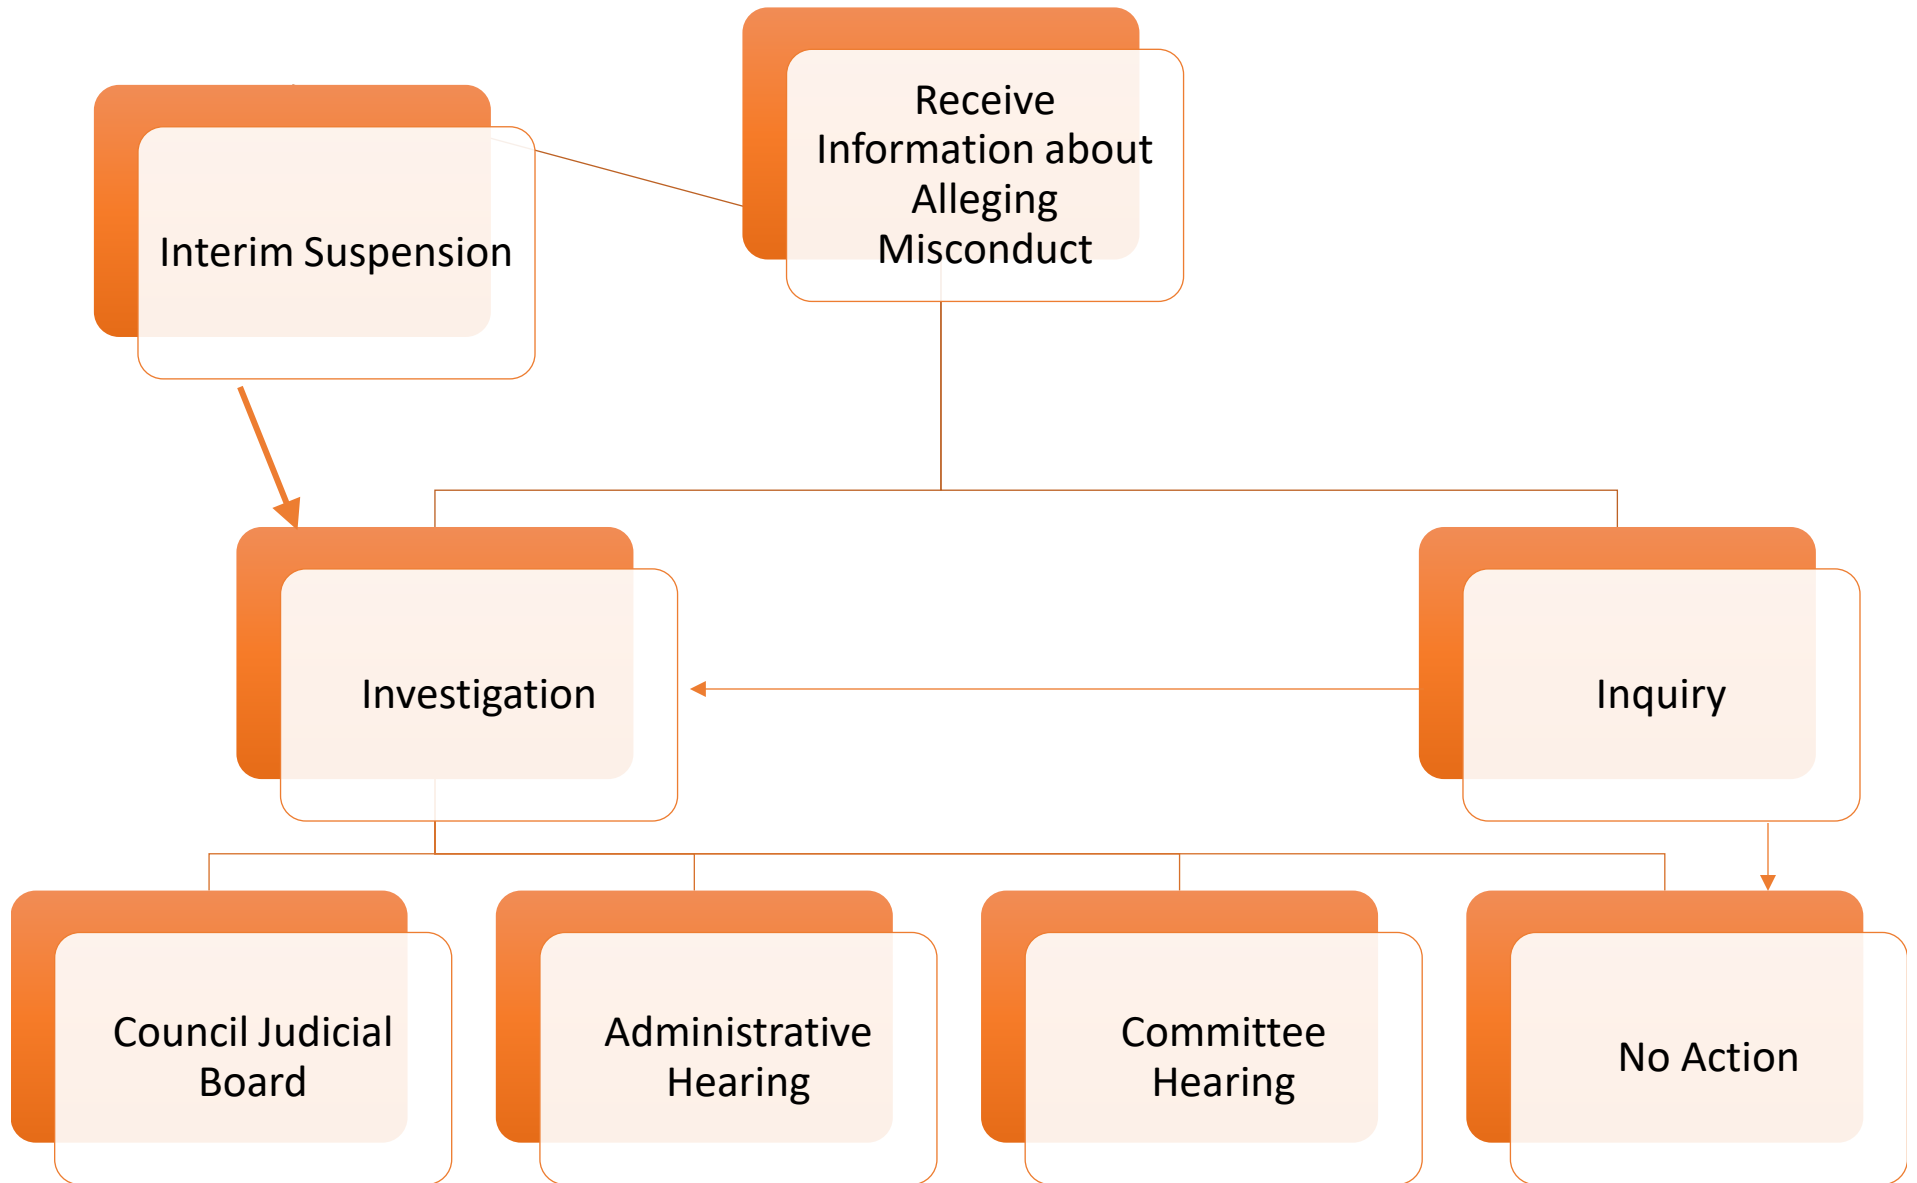 Receive
Information about
Alleging
Misconduct
Interim Suspension
Investigation
Inquiry
Council Judicial
Board
Administrative
Hearing
Committee
Hearing
No Action